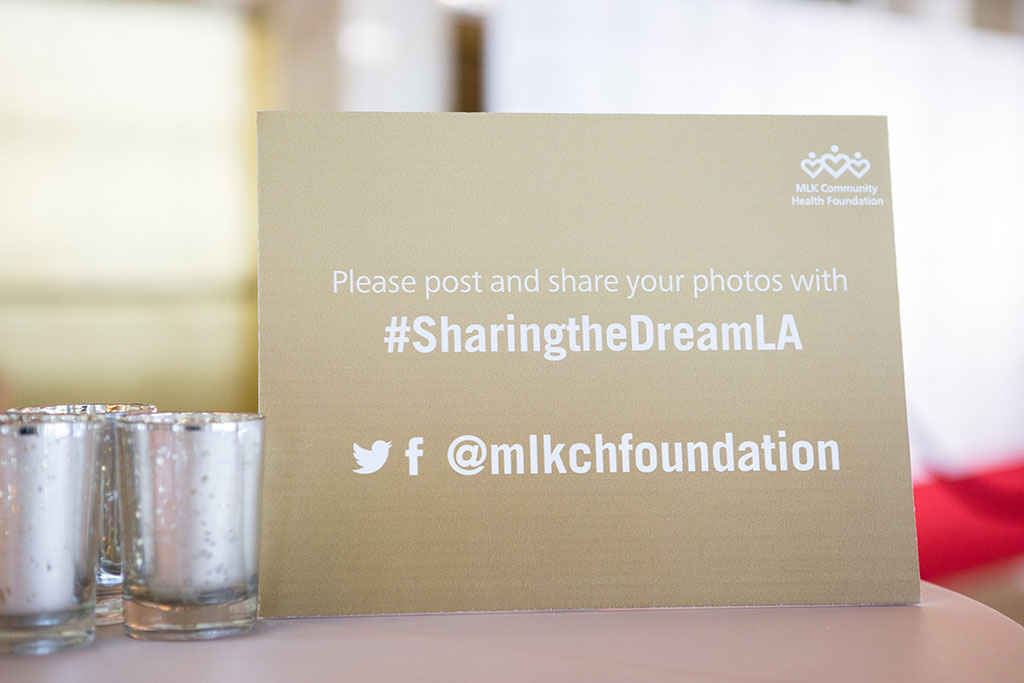 MLK Community
Health Foundation
Please post and share your photos with
#SharingtheDreamLA
@mlkchfoundation